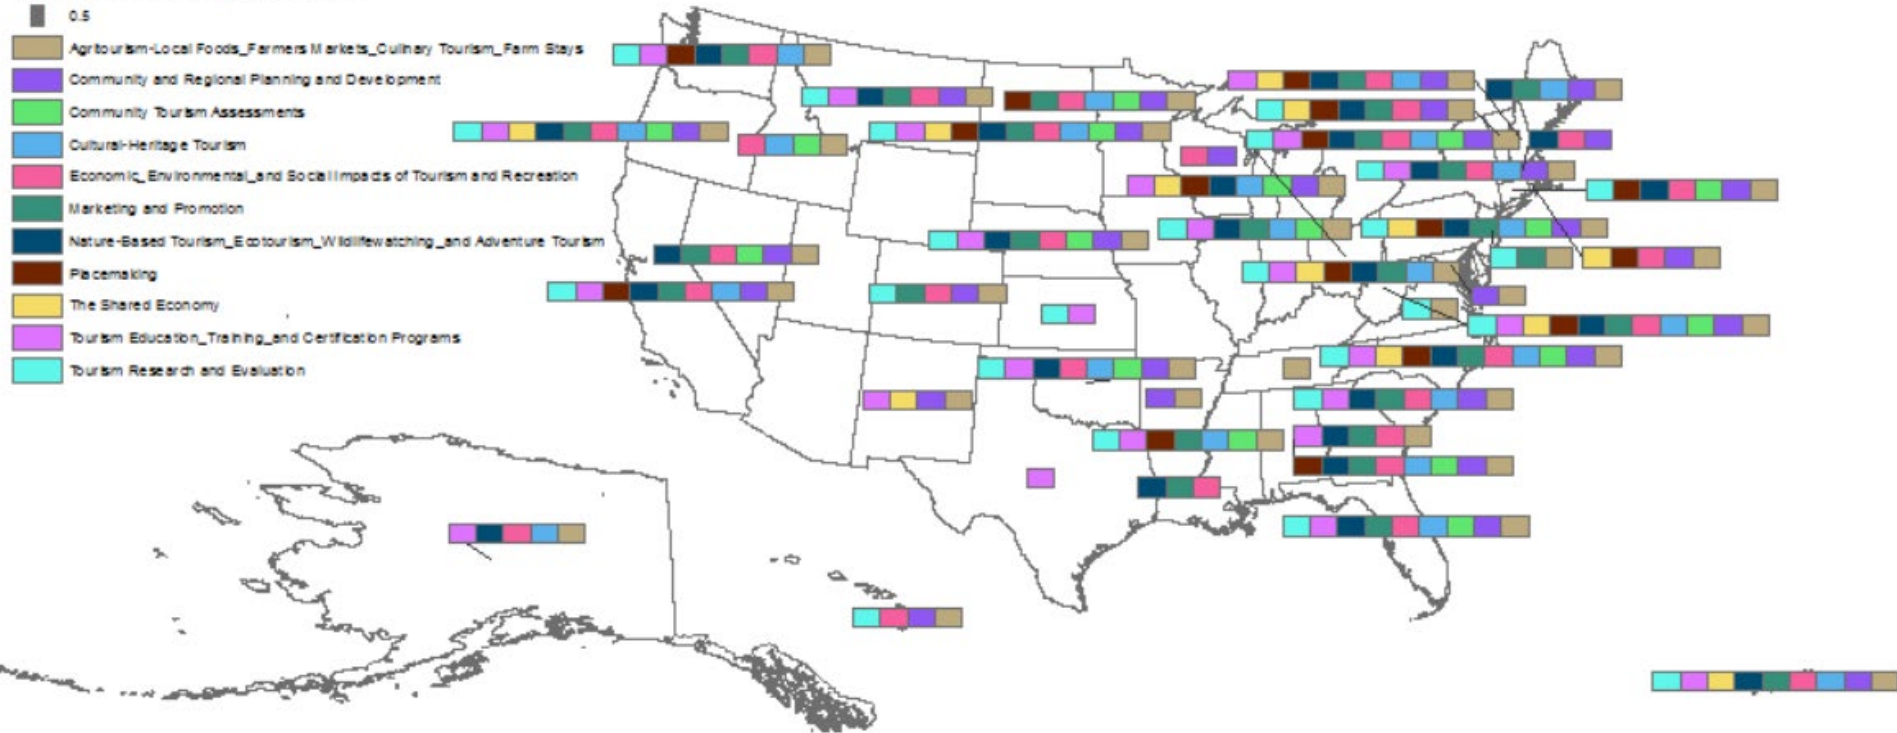 0.5
Agritourism-Local Foods_Farmers Markets_Culinary Tourism_Farm Stays
Community and Regional Planning and Development
Community Tourism Assessments
Cultural-Heritage Tourism
Economic_Environmental_and Social Impacts of Tourism and Recreation
Marketing and Promotion
Nature-Based Tourism_Ecotourism_Wildlifewatching_and Adventure Tourism
Placemaking
The Shared Economy
Tourism Education_Training_and Certification Programs
Tourism Research and Evaluation